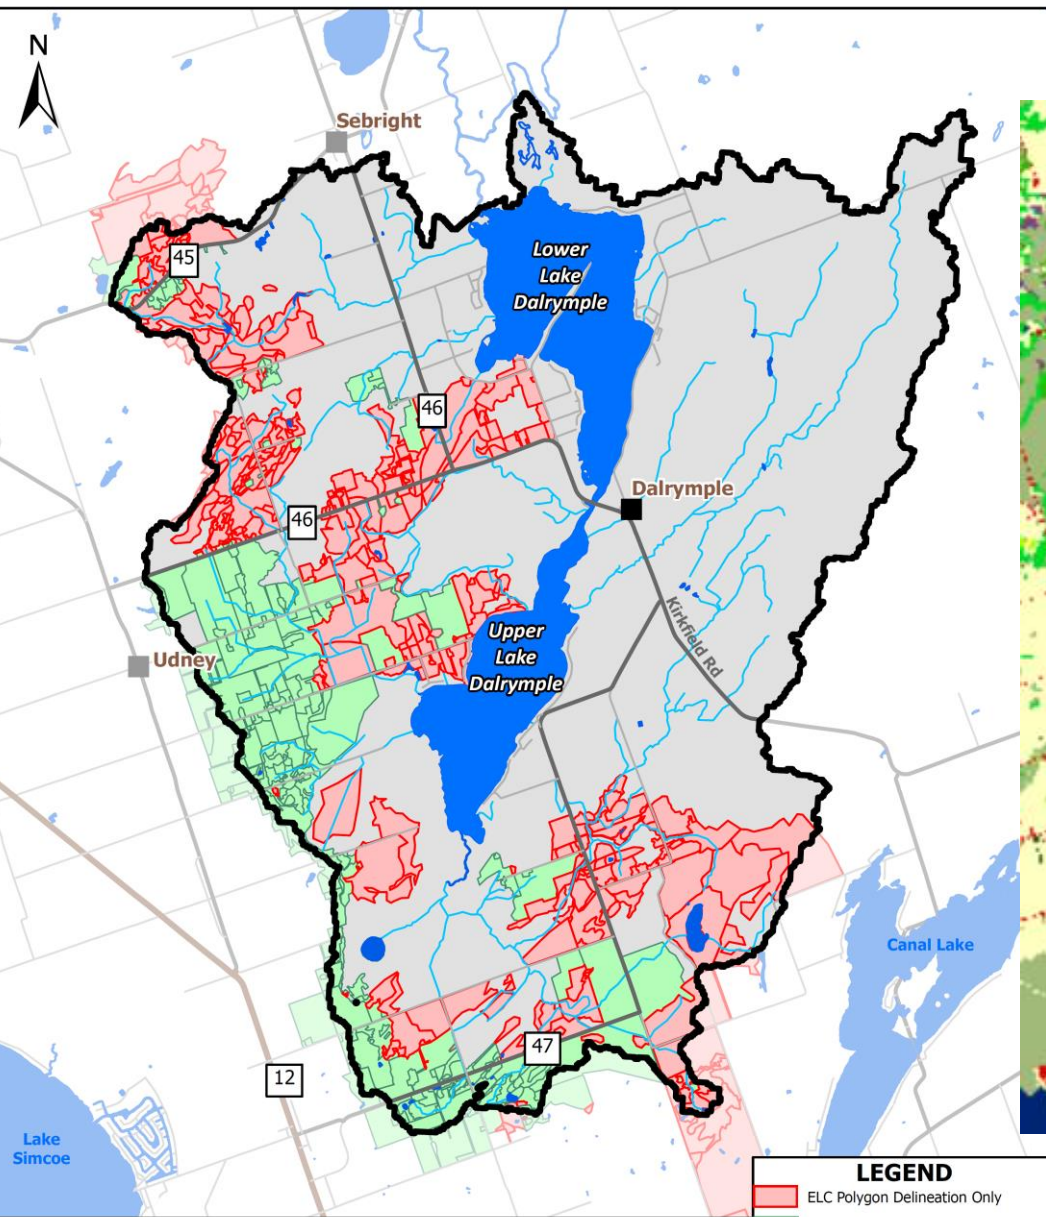 N
Sebright
45
Lower
Lake
Dalrymple
46
46
Dalrymple
Kirkfield Rd
Upper
Lake
Dalrymple
Udney
Canal Lake
47
12
Lake
Simcoe
LEGEND
ELC Polygon Delineation Only